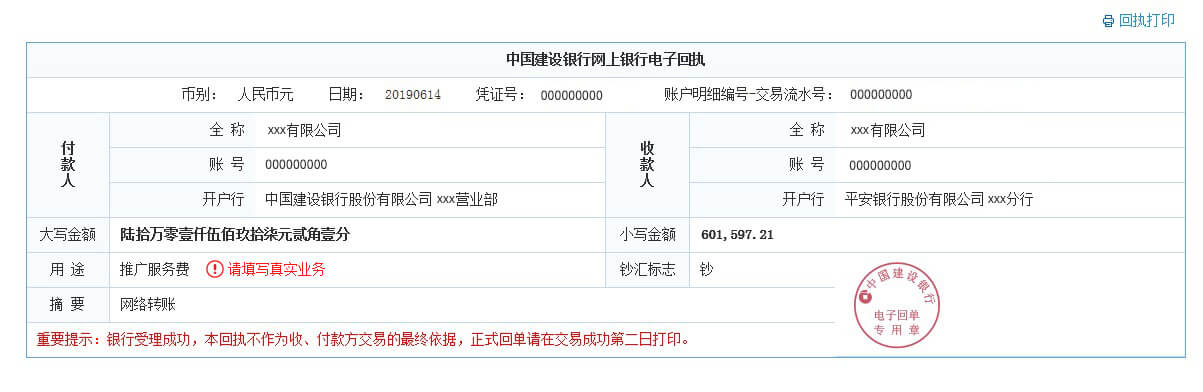 回执打印
中国建设银行网上银行电子回执
币别： 人民币元 日期： 20190614 凭证号： 000000000 账户明细编号-交易流水号： 000000000
付款人 全 称 xxx有限公司 收款人 全 称 xxx有限公司
账 号 000000000 账 号 000000000
开户行 中国建设银行股份有限公司 xxx营业部 开户行 平安银行股份有限公司 xxx分行
大写金额 陆拾万零壹仟伍佰玖拾柒元贰角壹分 小写金额 601,597.21
用 途 推广服务费 请填写真实业务 钞汇标志 钞
摘 要 网络转账
中国建设银行
电子回单
专用章
重要提示：银行受理成功，本回执不作为收、付款方交易的最终依据，正式回单请在交易成功第二日打印。